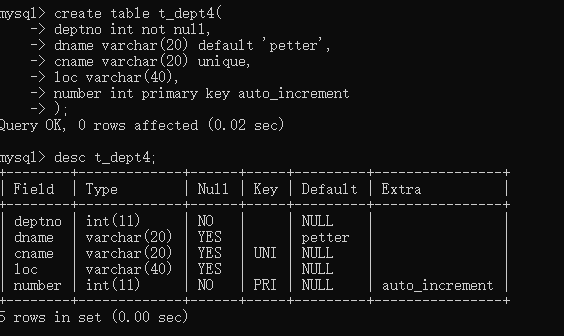 mysql> create table t_dept4(
    -> deptno int not null,
    -> dname varchar(20) default 'petter',
    -> cname varchar(20) unique,
    -> loc varchar(40),
    -> number int primary key auto_increment
    -> );
Query OK, 0 rows affected (0.02 sec)

mysql> desc t_dept4;
+--------+-------------+------+-----+---------+----------------+
| Field  | Type        | Null | Key | Default | Extra          |
+--------+-------------+------+-----+---------+----------------+
| deptno | int(11)     | NO   |     | NULL    |                |
| dname  | varchar(20) | YES  |     | petter  |                |
| cname  | varchar(20) | YES  | UNI | NULL    |                |
| loc    | varchar(40) | YES  |     | NULL    |                |
| number | int(11)     | NO   | PRI | NULL    | auto_increment |
+--------+-------------+------+-----+---------+----------------+
5 rows in set (0.00 sec)